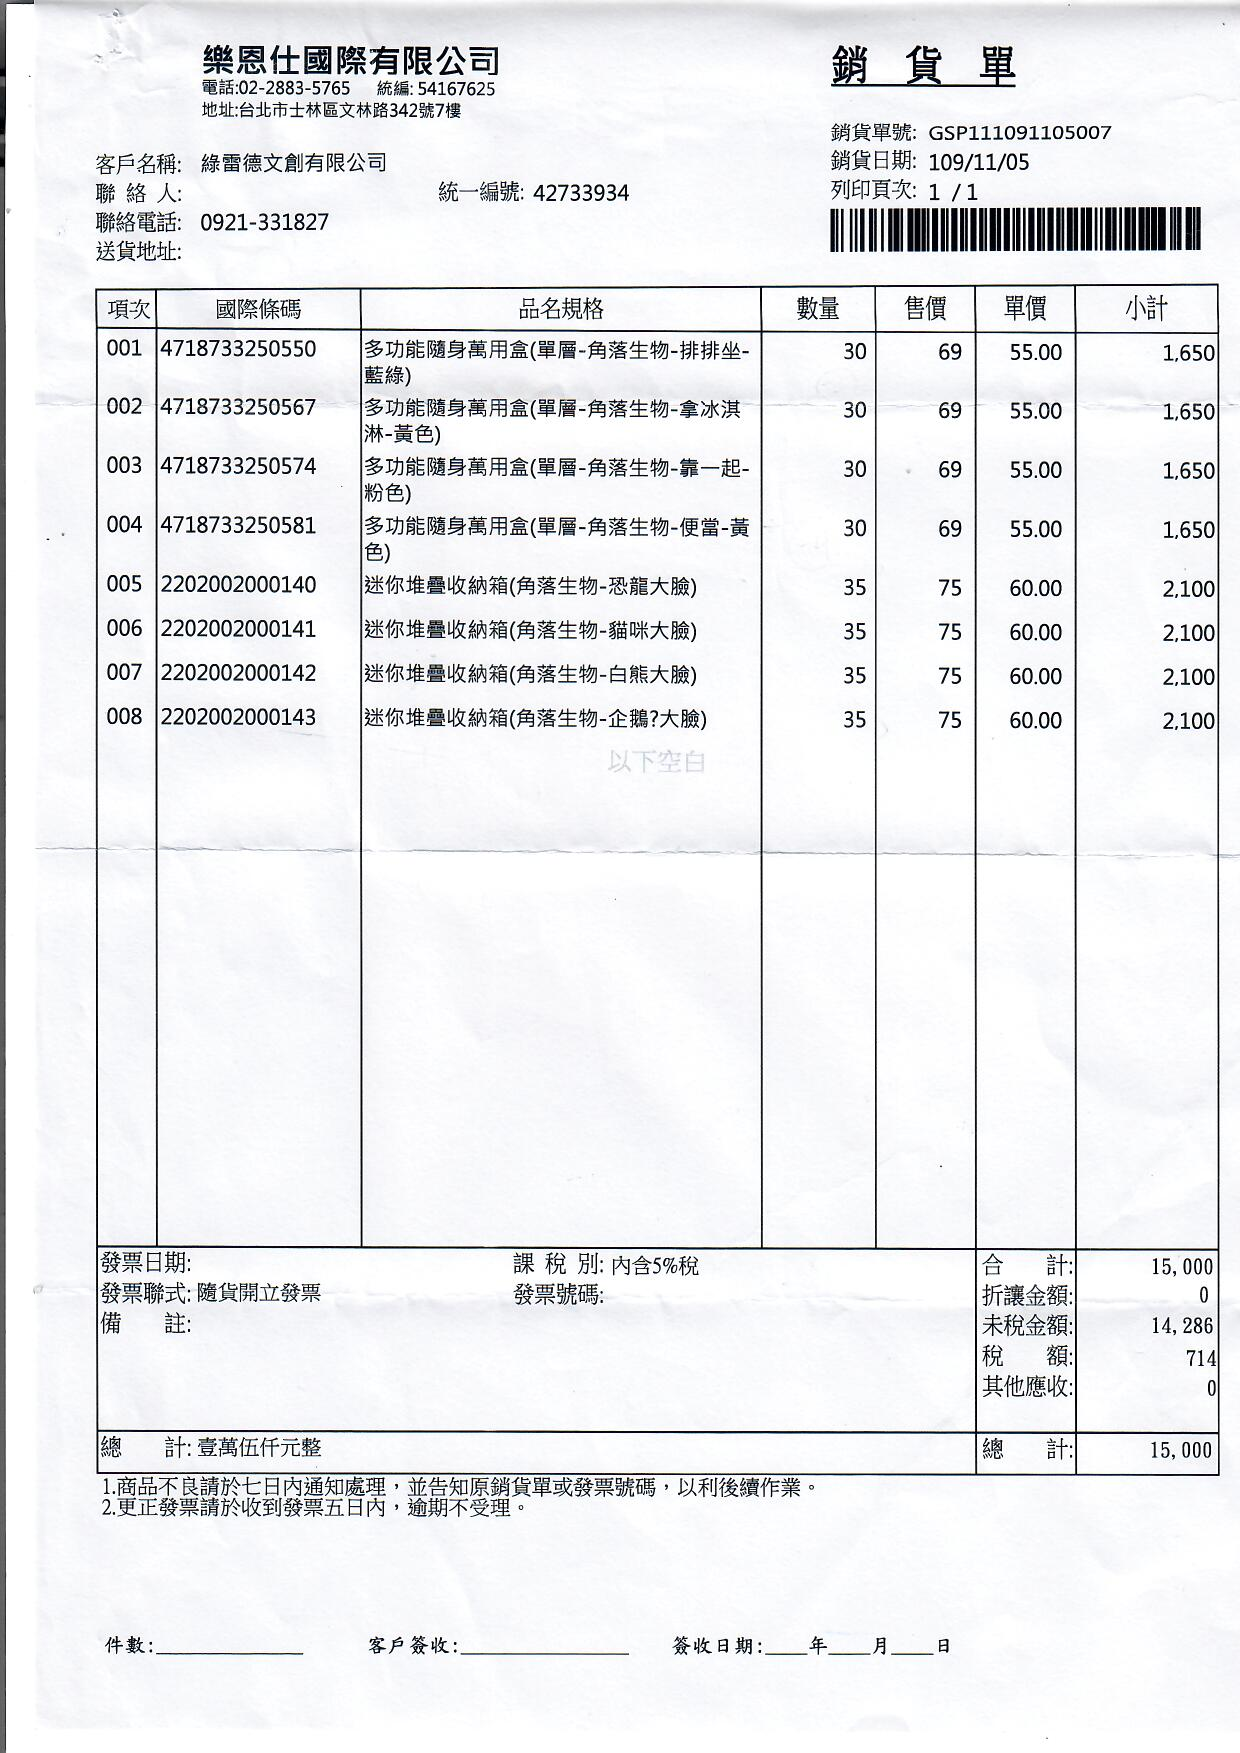 樂恩仕國際有限公司
電話:02-2883-5765 統編:54167625
地址:台北市士林區文林路342號7樓
銷貨單
銷貨單號: GSP111091105007
銷貨日期: 109/11/05
列印頁次: 1 / 1
客戶名稱: 綠雷德文創有限公司
聯 絡 人: 統一編號: 42733934
聯絡電話: 0921-331827
送貨地址:
項次 國際條碼 品名規格 數量 售價 單價 小計
001 4718733250550 多功能隨身萬用盒(單層-角落生物-排排坐- 30 69 55.00 1,650
藍綠)
002 4718733250567 多功能隨身萬用盒(單層-角落生物-拿冰淇 30 69 55.00 1,650
淋-黃色)
003 4718733250574 多功能隨身萬用盒(單層-角落生物-靠一起- 30 69 55.00 1,650
粉色)
004 4718733250581 多功能隨身萬用盒(單層-角落生物-便當-黃 30 69 55.00 1,650
色)
005 2202002000140 迷你堆疊收納箱(角落生物-恐龍大臉) 35 75 60.00 2,100
006 2202002000141 迷你堆疊收納箱(角落生物-貓咪大臉) 35 75 60.00 2,100
007 2202002000142 迷你堆疊收納箱(角落生物-白熊大臉) 35 75 60.00 2,100
008 2202002000143 迷你堆疊收納箱(角落生物-企鵝?大臉) 35 75 60.00 2,100
以下空白
發票日期: 課 稅 別: 內含5%稅 合 計: 15,000
發票聯式: 隨貨開立發票 發票號碼: 折讓金額: 0
備 註: 未稅金額: 14,286
稅 額: 714
其他應收: 0
總 計: 壹萬伍仟元整 總 計: 15,000
1.商品不良請於七日內通知處理，並告知原銷貨單或發票號碼，以利後續作業。
2.更正發票請於收到發票五日內，逾期不受理。
件數:______ 客戶簽收:______ 簽收日期:____年____月____日